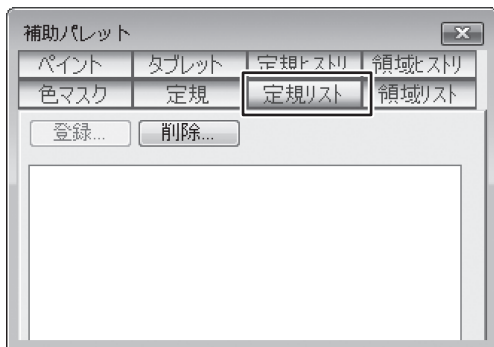 補助パレット
ペイント タブレット 定規ヒストリ 領域ヒストリ
色マスク 定規 定規リスト 領域リスト
登録... 削除...